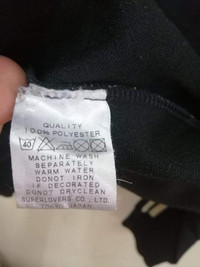 QUALITY
100% POLYESTER
40
MACHINE WASH
SEPARATELY
WARM WATER
DONOT IRON
IF DECORATED
DONOT DRYCLEAN
SUPERLOVERS CO., LTD.
TOKYO JAPAN